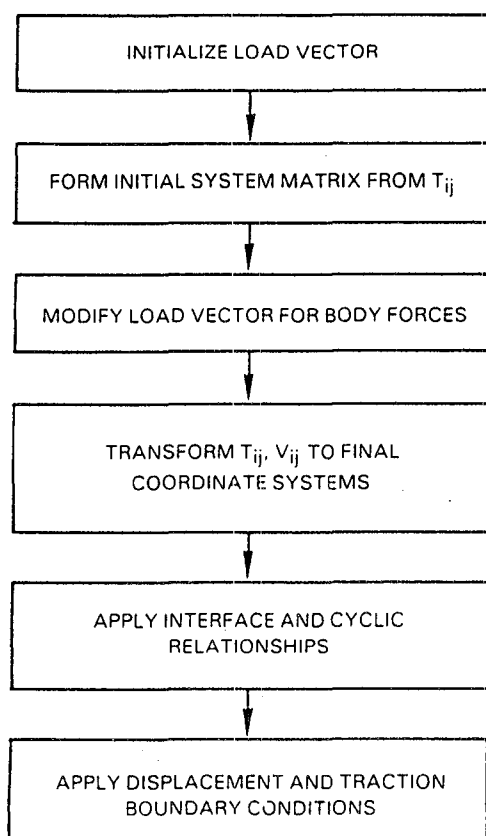 INITIALIZE LOAD VECTOR
FORM INITIAL SYSTEM MATRIX FROM Tij
MODIFY LOAD VECTOR FOR BODY FORCES
TRANSFORM Tij, Vij TO FINAL
COORDINATE SYSTEMS
APPLY INTERFACE AND CYCLIC
RELATIONSHIPS
APPLY DISPLACEMENT AND TRACTION
BOUNDARY CONDITIONS